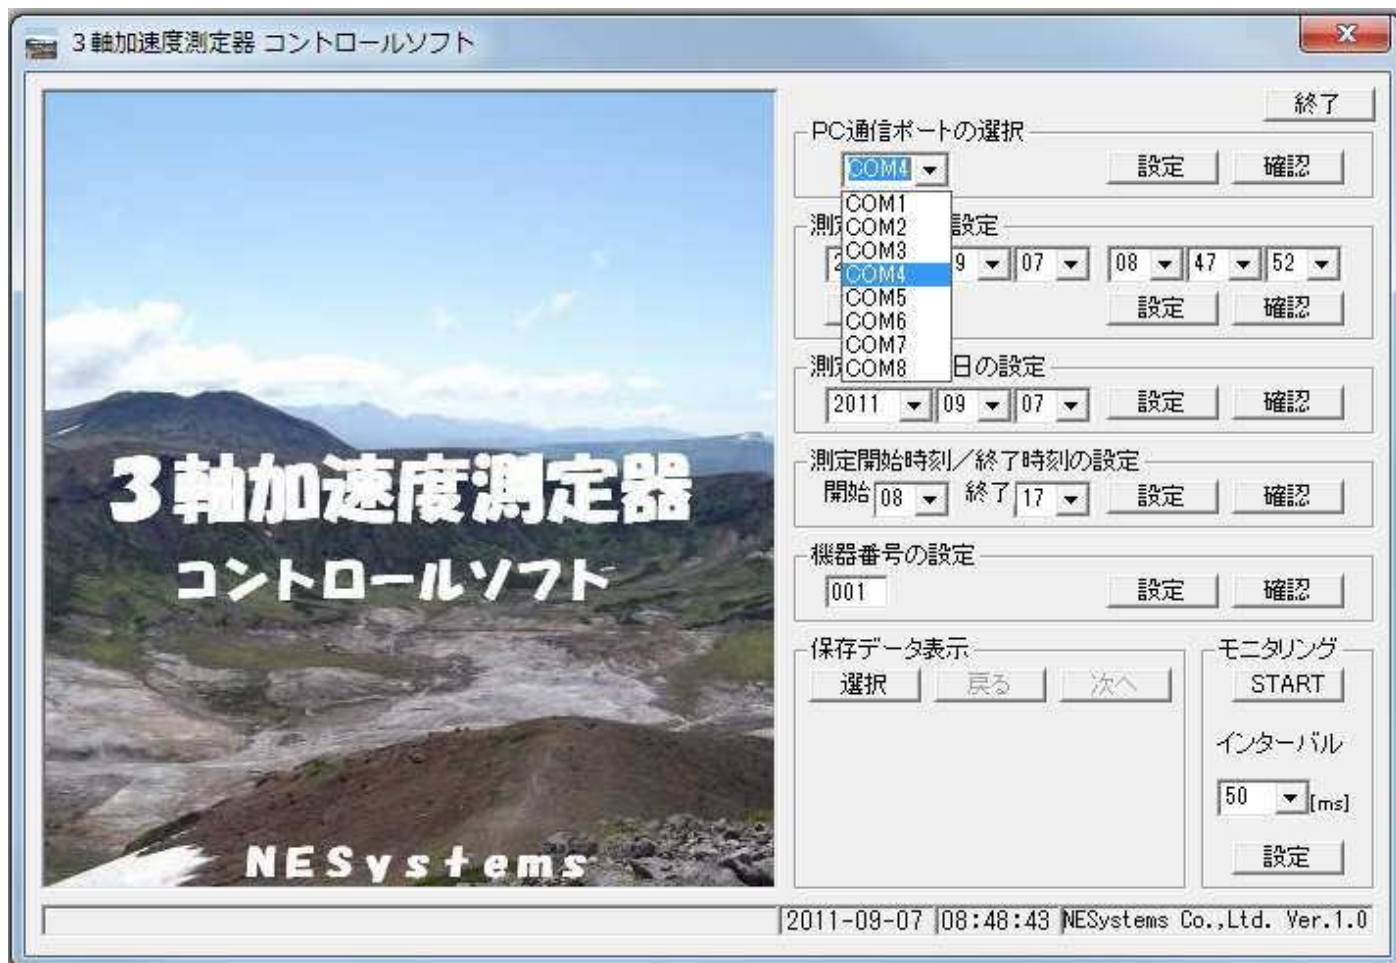 3軸加速度測定器 コントロールソフト
3軸加速度測定器
コントロールソフト
NESystems
終了
PC通信ポートの選択
COM4 設定 確認
COM1
COM2
COM3
COM4
COM5
COM6
COM7
COM8
測 設定
2 9 07 08 47 52
設定 確認
測 日の設定
2011 09 07 設定 確認
測定開始時刻/終了時刻の設定
開始 08 終了 17 設定 確認
機器番号の設定
001 設定 確認
保存データ表示
選択 戻る 次へ
モニタリング
START
インターバル
50 [ms]
設定
2011-09-07 08:48:43 NESystems Co.,Ltd. Ver.1.0